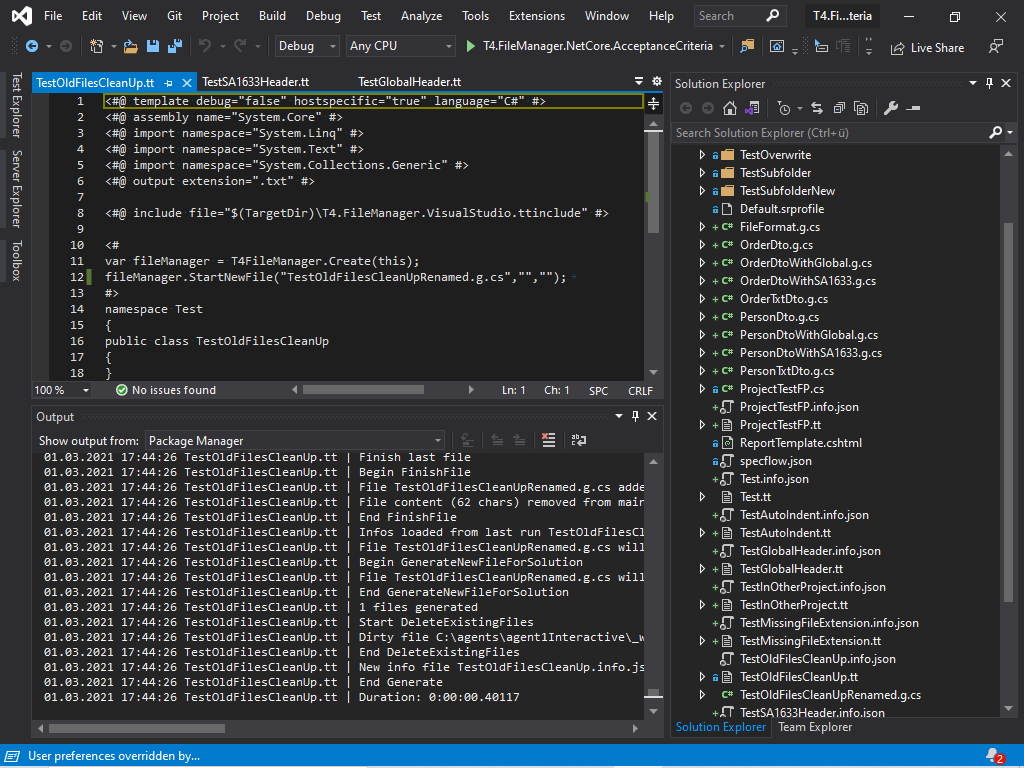 File Edit View Git Project Build Debug Test Analyze Tools Extensions Window Help Search T4.Fi...teria
Debug Any CPU T4.FileManager.NetCore.AcceptanceCriteria Live Share
Test Explorer
Server Explorer
Toolbox
TestOldFilesCleanUp.tt TestSA1633Header.tt TestGlobalHeader.tt
1 <#@ template debug="false" hostspecific="true" language="C#" #>
2 <#@ assembly name="System.Core" #>
3 <#@ import namespace="System.Linq" #>
4 <#@ import namespace="System.Text" #>
5 <#@ import namespace="System.Collections.Generic" #>
6 <#@ output extension=".txt" #>
7
8 <#@ include file="$(TargetDir)\T4.FileManager.VisualStudio.ttinclude" #>
9
10 <#
11 var fileManager = T4FileManager.Create(this);
12 fileManager.StartNewFile("TestOldFilesCleanUpRenamed.g.cs","","");
13 #>
14 namespace Test
15 {
16 public class TestOldFilesCleanUp
17 {
18 }
100 % No issues found Ln: 1 Ch: 1 SPC CRLF
Output
Show output from: Package Manager
01.03.2021 17:44:26 TestOldFilesCleanUp.tt | Finish last file
01.03.2021 17:44:26 TestOldFilesCleanUp.tt | Begin FinishFile
01.03.2021 17:44:26 TestOldFilesCleanUp.tt | File TestOldFilesCleanUpRenamed.g.cs adde
01.03.2021 17:44:26 TestOldFilesCleanUp.tt | File content (62 chars) removed from main
01.03.2021 17:44:26 TestOldFilesCleanUp.tt | End FinishFile
01.03.2021 17:44:26 TestOldFilesCleanUp.tt | Infos loaded from last run TestOldFilesCl
01.03.2021 17:44:26 TestOldFilesCleanUp.tt | File TestOldFilesCleanUpRenamed.g.cs will
01.03.2021 17:44:26 TestOldFilesCleanUp.tt | Begin GenerateNewFileForSolution
01.03.2021 17:44:26 TestOldFilesCleanUp.tt | File TestOldFilesCleanUpRenamed.g.cs will
01.03.2021 17:44:26 TestOldFilesCleanUp.tt | End GenerateNewFileForSolution
01.03.2021 17:44:26 TestOldFilesCleanUp.tt | 1 files generated
01.03.2021 17:44:26 TestOldFilesCleanUp.tt | Start DeleteExistingFiles
01.03.2021 17:44:26 TestOldFilesCleanUp.tt | Dirty file C:\agents\agent1Interactive\_w
01.03.2021 17:44:26 TestOldFilesCleanUp.tt | End DeleteExistingFiles
01.03.2021 17:44:26 TestOldFilesCleanUp.tt | New info file TestOldFilesCleanUp.info.js
01.03.2021 17:44:26 TestOldFilesCleanUp.tt | End Generate
01.03.2021 17:44:26 TestOldFilesCleanUp.tt | Duration: 0:00:00.40117
Solution Explorer
Search Solution Explorer (Ctrl+ü)
TestOverwrite
TestSubfolder
TestSubfolderNew
Default.srprofile
C# FileFormat.g.cs
C# OrderDto.g.cs
C# OrderDtoWithGlobal.g.cs
C# OrderDtoWithSA1633.g.cs
C# OrderTxtDto.g.cs
C# PersonDto.g.cs
C# PersonDtoWithGlobal.g.cs
C# PersonDtoWithSA1633.g.cs
C# PersonTxtDto.g.cs
C# ProjectTestFP.cs
ProjectTestFP.info.json
ProjectTestFP.tt
ReportTemplate.cshtml
specflow.json
Test.info.json
Test.tt
TestAutoIndent.info.json
TestAutoIndent.tt
TestGlobalHeader.info.json
TestGlobalHeader.tt
TestInOtherProject.info.json
TestInOtherProject.tt
TestMissingFileExtension.info.json
TestMissingFileExtension.tt
TestOldFilesCleanUp.info.json
TestOldFilesCleanUp.tt
C# TestOldFilesCleanUpRenamed.g.cs
TestSA1633Header.info.json
Solution Explorer Team Explorer
User preferences overridden by... 2